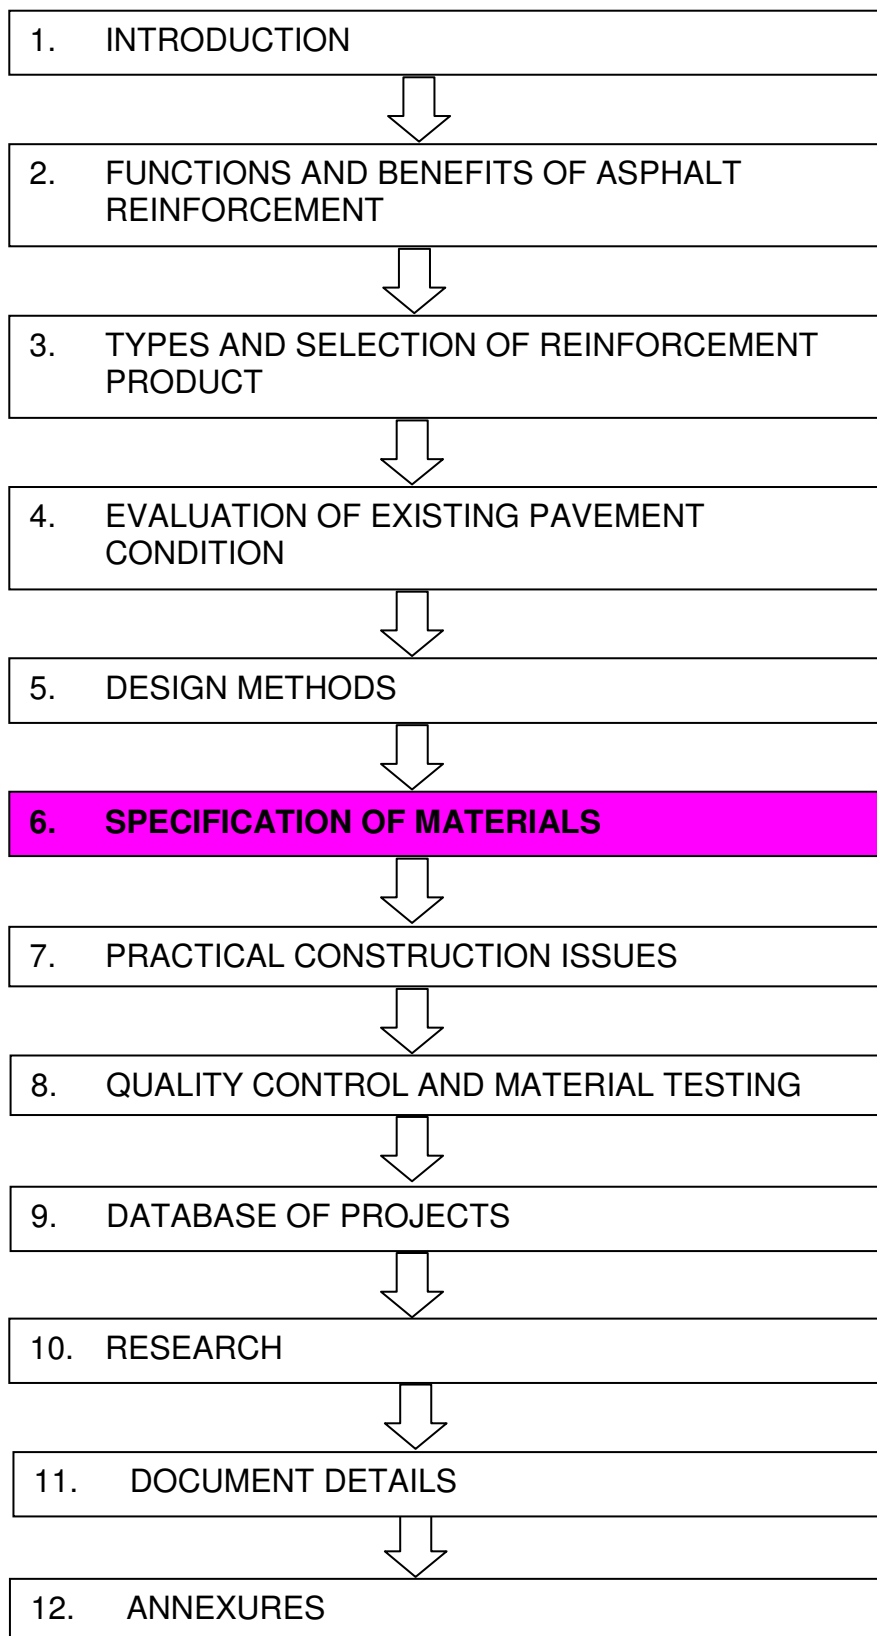 1. INTRODUCTION
2. FUNCTIONS AND BENEFITS OF ASPHALT
REINFORCEMENT
3. TYPES AND SELECTION OF REINFORCEMENT
PRODUCT
4. EVALUATION OF EXISTING PAVEMENT
CONDITION
5. DESIGN METHODS
6. SPECIFICATION OF MATERIALS
7. PRACTICAL CONSTRUCTION ISSUES
8. QUALITY CONTROL AND MATERIAL TESTING
9. DATABASE OF PROJECTS
10. RESEARCH
11. DOCUMENT DETAILS
12. ANNEXURES